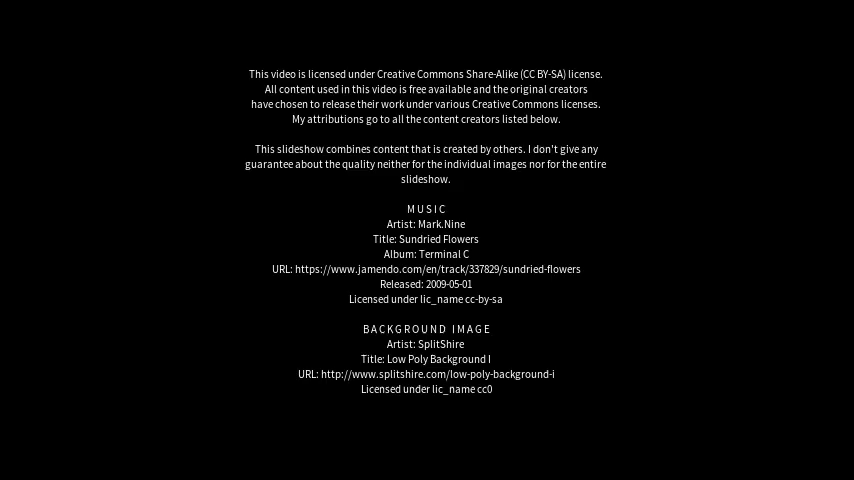 This video is licensed under Creative Commons Share-Alike (CC BY-SA) license.
All content used in this video is free available and the original creators
have chosen to release their work under various Creative Commons licenses.
My attributions go to all the content creators listed below.
This slideshow combines content that is created by others. I don't give any
guarantee about the quality neither for the individual images nor for the entire
slideshow.
MUSIC
Artist: Mark.Nine
Title: Sundried Flowers
Album: Terminal C
URL: https://www.jamendo.com/en/track/337829/sundried-flowers
Released: 2009-05-01
Licensed under lic_name cc-by-sa
BACKGROUND IMAGE
Artist: SplitShire
Title: Low Poly Background I
URL: http://www.splitshire.com/low-poly-background-i
Licensed under lic_name cc0